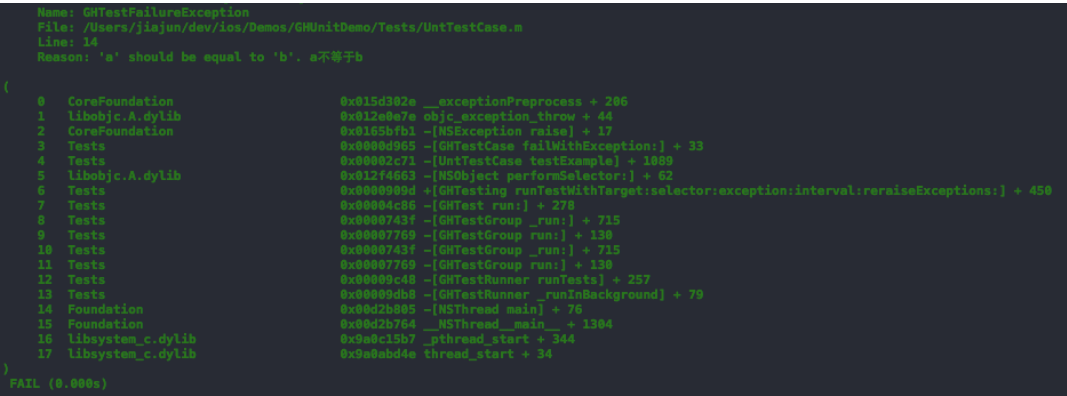 Name: GHTestFailureException
File: /Users/jiajun/dev/ios/Demos/GHUnitDemo/Tests/UntTestCase.m
Line: 14
Reason: 'a' should be equal to 'b'. a不等于b
(
0 CoreFoundation 0x015d302e __exceptionPreprocess + 206
1 libobjc.A.dylib 0x012e0e7e objc_exception_throw + 44
2 CoreFoundation 0x0165bfb1 -[NSException raise] + 17
3 Tests 0x0000d965 -[GHTestCase failWithException:] + 33
4 Tests 0x00002c71 -[UntTestCase testExample] + 1089
5 libobjc.A.dylib 0x012f4663 -[NSObject performSelector:] + 62
6 Tests 0x0000909d +[GHTesting runTestWithTarget:selector:exception:interval:reraiseExceptions:] + 450
7 Tests 0x00004c86 -[GHTest run:] + 278
8 Tests 0x0000743f -[GHTestGroup _run:] + 715
9 Tests 0x00007769 -[GHTestGroup run:] + 130
10 Tests 0x0000743f -[GHTestGroup _run:] + 715
11 Tests 0x00007769 -[GHTestGroup run:] + 130
12 Tests 0x00009c48 -[GHTestRunner runTests] + 257
13 Tests 0x00009db8 -[GHTestRunner _runInBackground] + 79
14 Foundation 0x00d2b805 -[NSThread main] + 76
15 Foundation 0x00d2b764 __NSThread__main__ + 1304
16 libsystem_c.dylib 0x9a0c15b7 _pthread_start + 344
17 libsystem_c.dylib 0x9a0abd4e thread_start + 34
)
FAIL (0.000s)